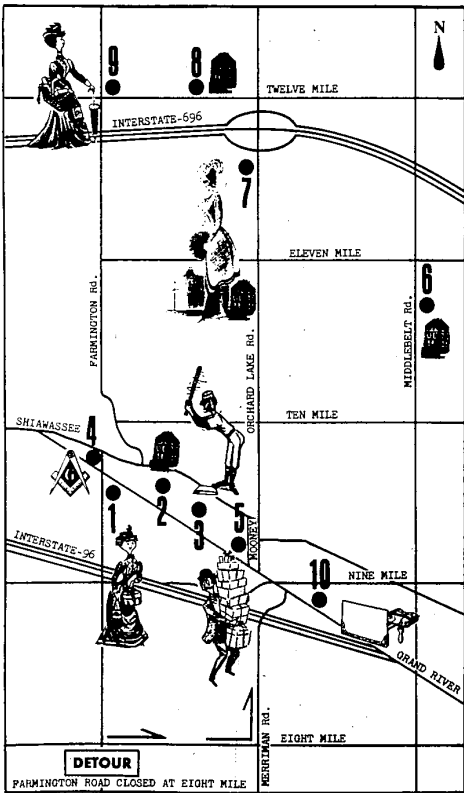 N
9
8
TWELVE MILE
INTERSTATE-696
7
ELEVEN MILE
6
FARMINGTON Rd.
ORCHARD LAKE Rd.
MIDDLEBELT Rd.
TEN MILE
SHIAWASSEE
4
G
1
2
3
5
MOONEY
INTERSTATE-96
NINE MILE
10
GRAND RIVER
MERRIMAN Rd.
EIGHT MILE
DETOUR
FARMINGTON ROAD CLOSED AT EIGHT MILE